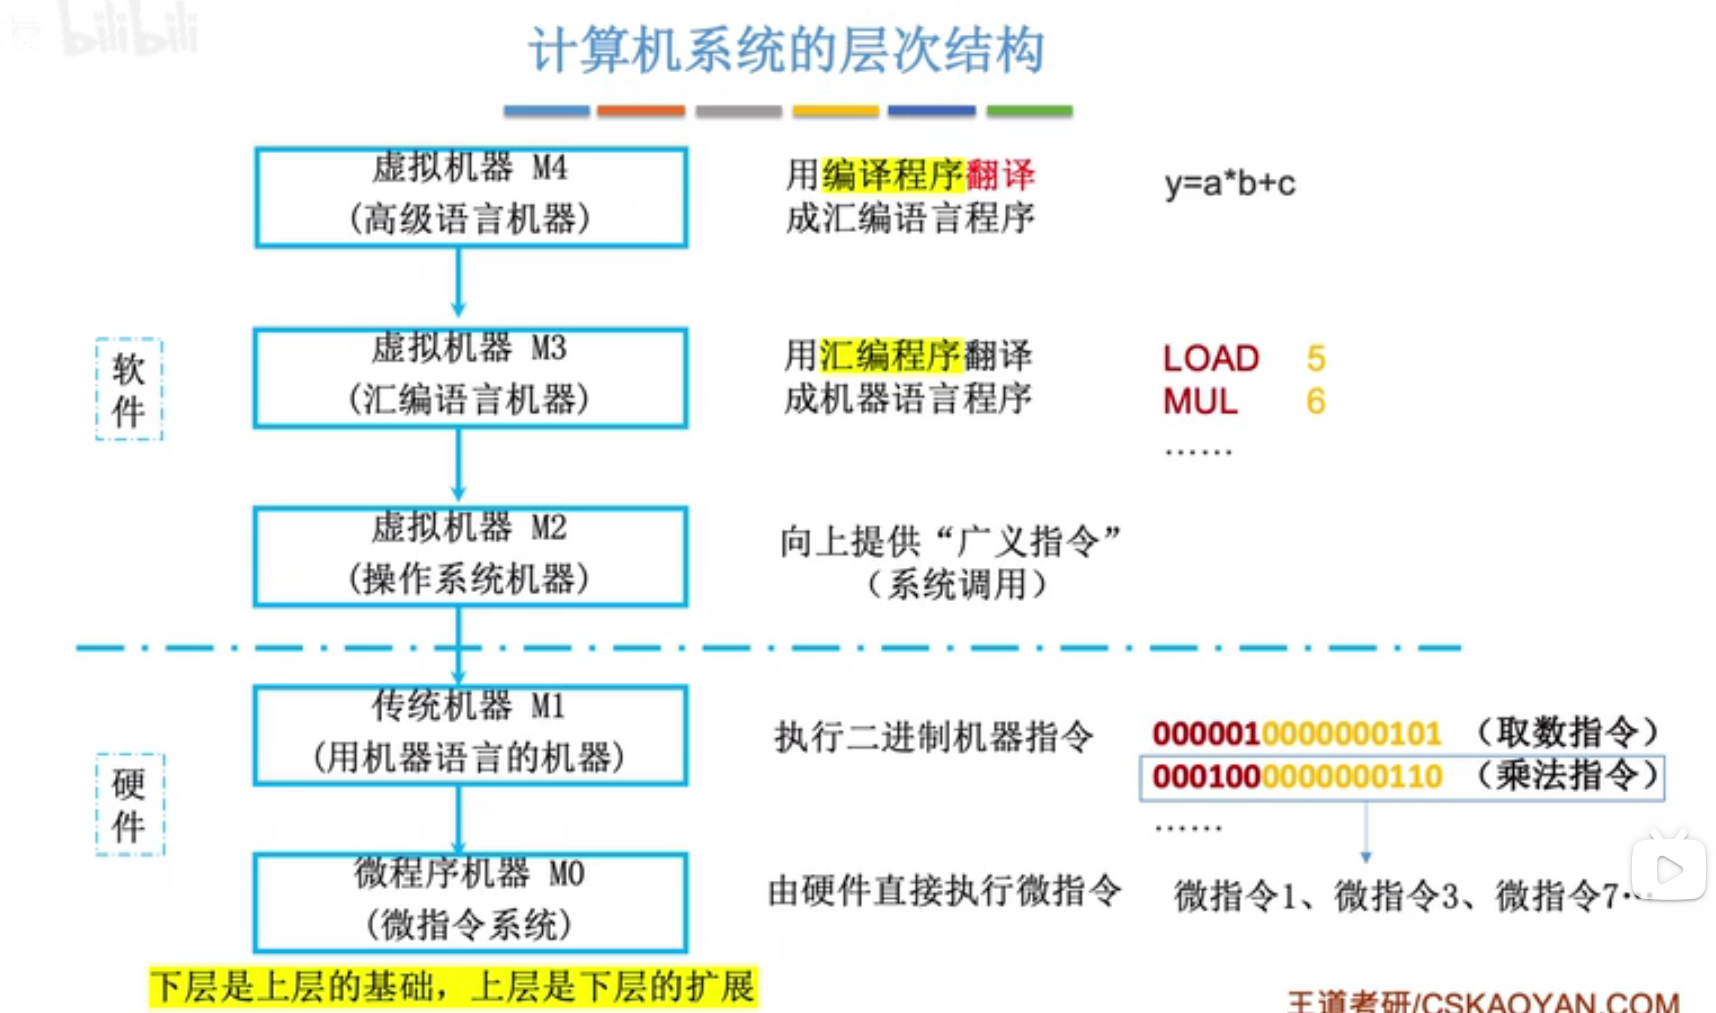 bilibili
计算机系统的层次结构
虚拟机器 M4
(高级语言机器)
用编译程序翻译
成汇编语言程序
y=a*b+c
软件
虚拟机器 M3
(汇编语言机器)
用汇编程序翻译
成机器语言程序
LOAD 5
MUL 6
……
虚拟机器 M2
(操作系统机器)
向上提供“广义指令”
（系统调用）
硬件
传统机器 M1
(用机器语言的机器)
执行二进制机器指令
000001 0000000101 （取数指令）
000100 0000000110 （乘法指令）
……
微程序机器 M0
(微指令系统)
由硬件直接执行微指令
微指令1、微指令3、微指令7…
下层是上层的基础，上层是下层的扩展
王道考研/CSKAOYAN.COM